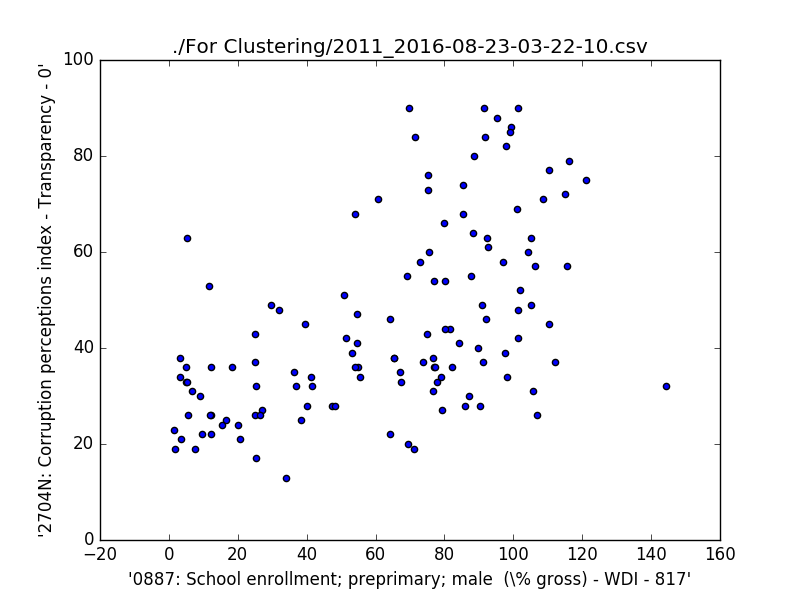 ./For Clustering/2011_2016-08-23-03-22-10.csv
'2704N: Corruption perceptions index - Transparency - 0'
100
80
60
40
20
0
−20 0 20 40 60 80 100 120 140 160
'0887: School enrollment; preprimary; male  (\% gross) - WDI - 817'